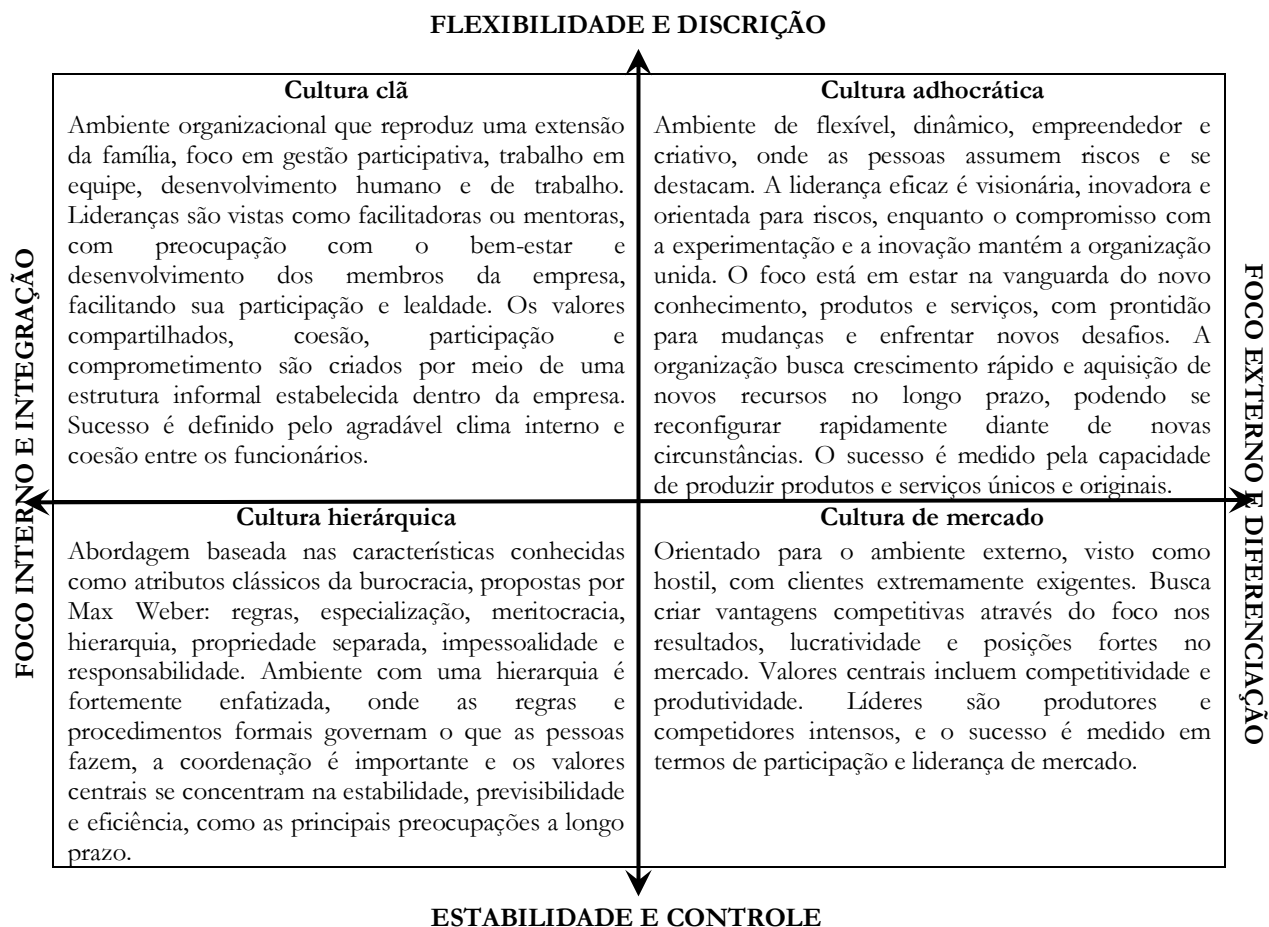 FLEXIBILIDADE E DISCRIÇÃO
Cultura clã
Ambiente organizacional que reproduz uma extensão
da família, foco em gestão participativa, trabalho em
equipe, desenvolvimento humano e de trabalho.
Lideranças são vistas como facilitadoras ou mentoras,
com preocupação com o bem-estar e
desenvolvimento dos membros da empresa,
facilitando sua participação e lealdade. Os valores
compartilhados, coesão, participação e
comprometimento são criados por meio de uma
estrutura informal estabelecida dentro da empresa.
Sucesso é definido pelo agradável clima interno e
coesão entre os funcionários.
Cultura adhocrática
Ambiente de flexível, dinâmico, empreendedor e
criativo, onde as pessoas assumem riscos e se
destacam. A liderança eficaz é visionária, inovadora e
orientada para riscos, enquanto o compromisso com
a experimentação e a inovação mantém a organização
unida. O foco está em estar na vanguarda do novo
conhecimento, produtos e serviços, com prontidão
para mudanças e enfrentar novos desafios. A
organização busca crescimento rápido e aquisição de
novos recursos no longo prazo, podendo se
reconfigurar rapidamente diante de novas
circunstâncias. O sucesso é medido pela capacidade
de produzir produtos e serviços únicos e originais.
FOCO INTERNO E INTEGRAÇÃO
FOCO EXTERNO E DIFERENCIAÇÃO
Cultura hierárquica
Abordagem baseada nas características conhecidas
como atributos clássicos da burocracia, propostas por
Max Weber: regras, especialização, meritocracia,
hierarquia, propriedade separada, impessoalidade e
responsabilidade. Ambiente com uma hierarquia é
fortemente enfatizada, onde as regras e
procedimentos formais governam o que as pessoas
fazem, a coordenação é importante e os valores
centrais se concentram na estabilidade, previsibilidade
e eficiência, como as principais preocupações a longo
prazo.
Cultura de mercado
Orientado para o ambiente externo, visto como
hostil, com clientes extremamente exigentes. Busca
criar vantagens competitivas através do foco nos
resultados, lucratividade e posições fortes no
mercado. Valores centrais incluem competitividade e
produtividade. Líderes são produtores e
competidores intensos, e o sucesso é medido em
termos de participação e liderança de mercado.
ESTABILIDADE E CONTROLE